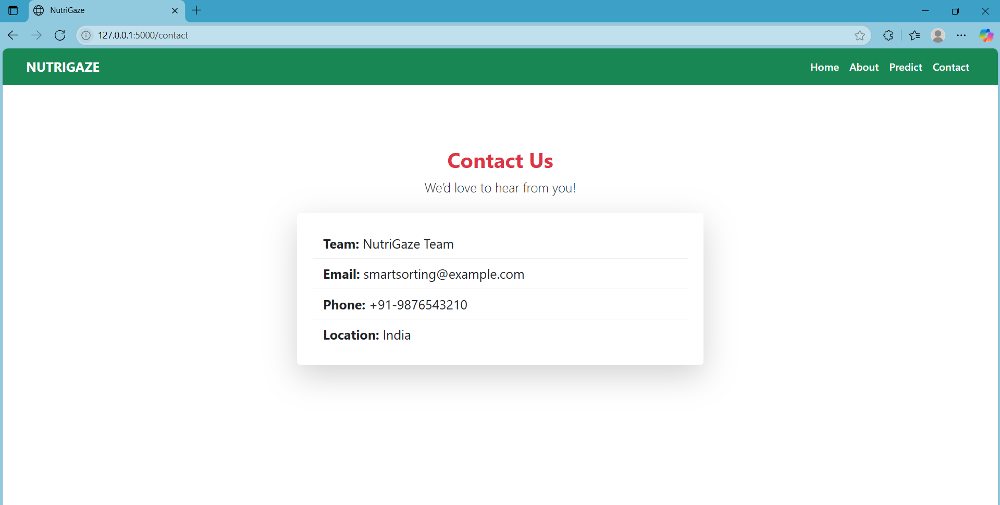 NutriGaze
127.0.0.1:5000/contact
NUTRIGAZE
Home About Predict Contact
Contact Us
We’d love to hear from you!
Team: NutriGaze Team
Email: smartsorting@example.com
Phone: +91-9876543210
Location: India